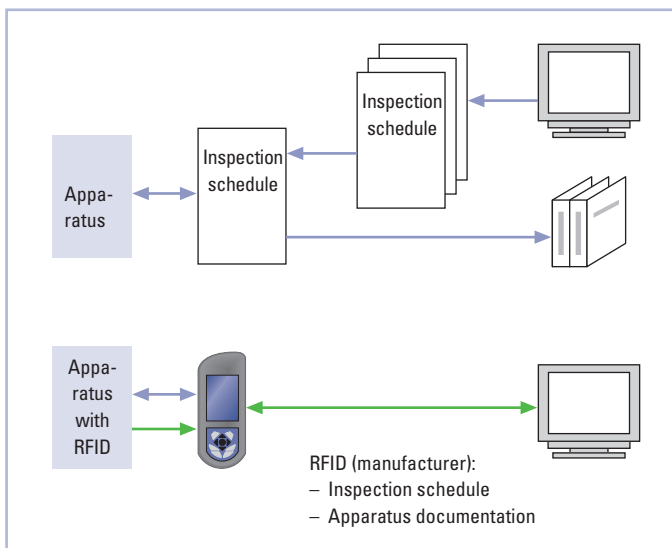 Inspection
schedule
Inspection
schedule
Appa-
ratus
Appa-
ratus
with
RFID
RFID (manufacturer):
– Inspection schedule
– Apparatus documentation